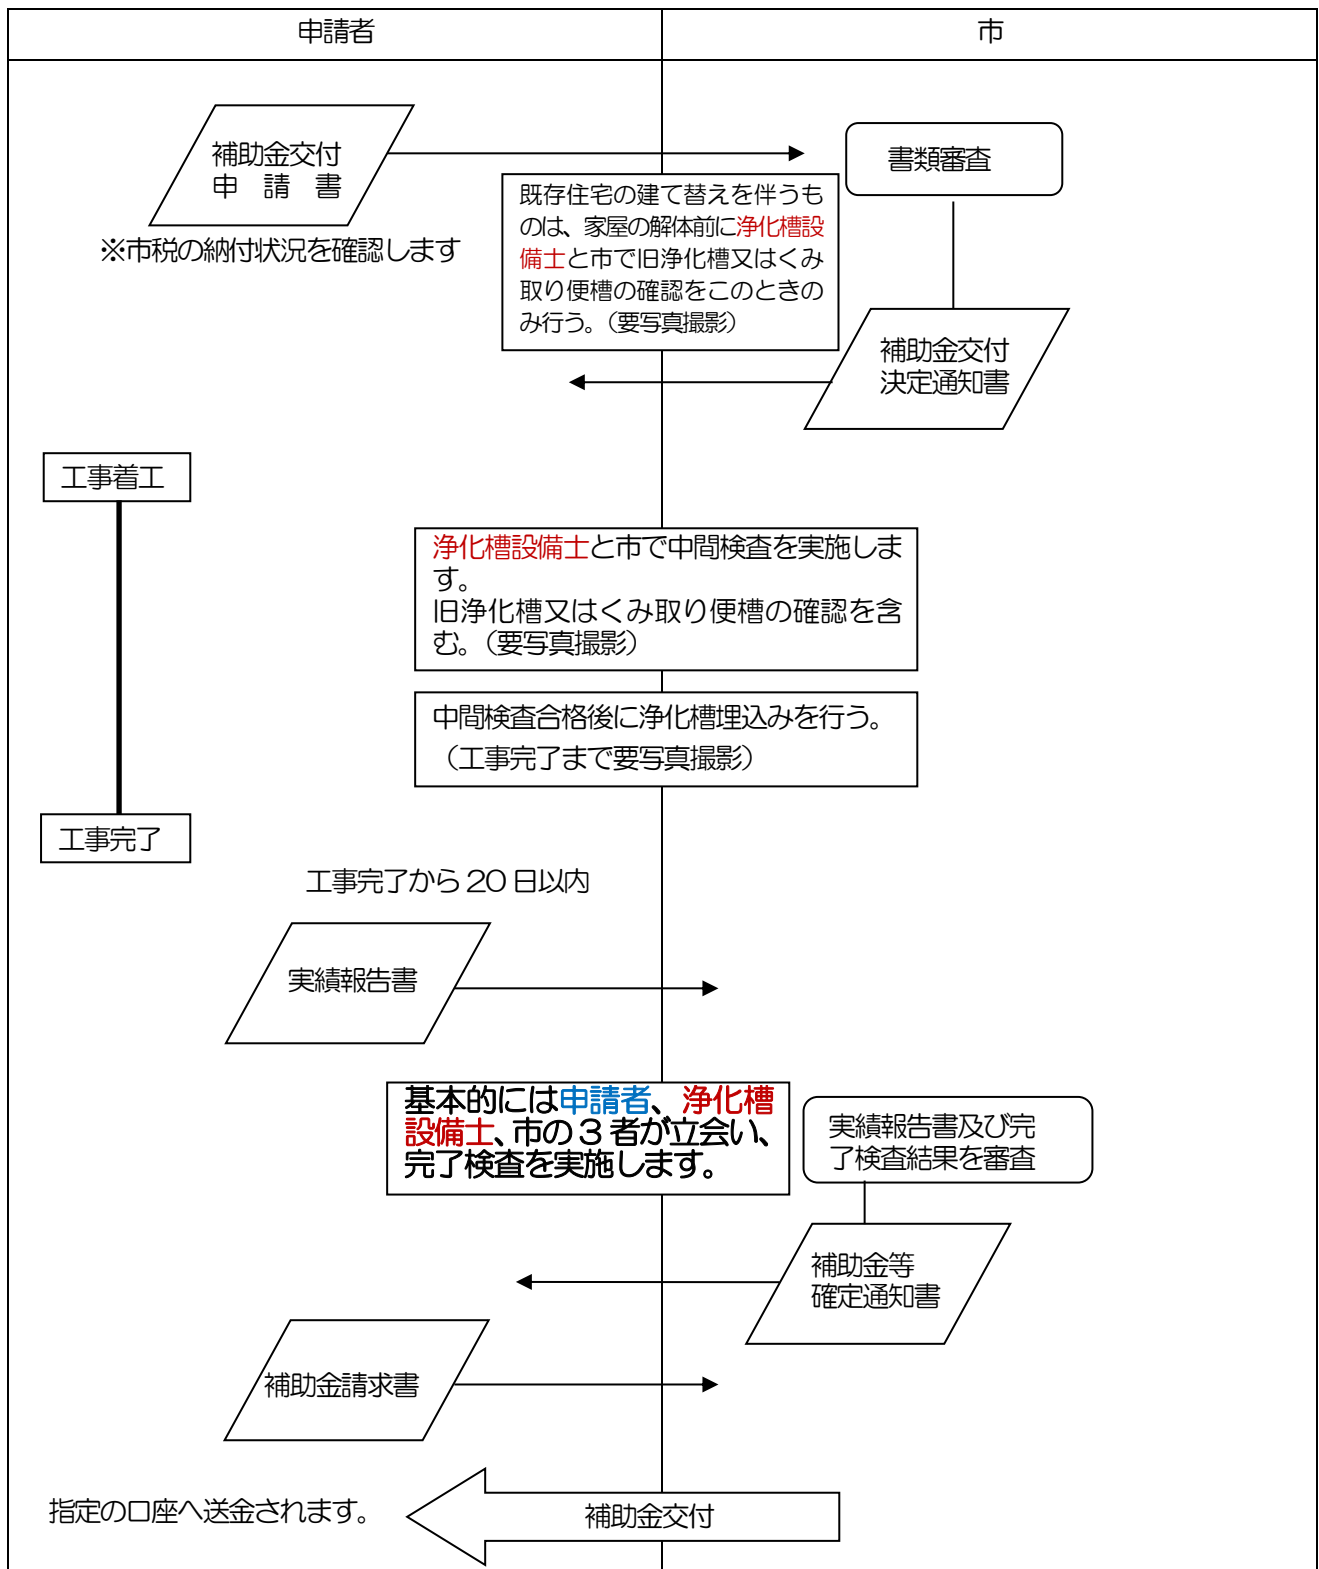 申請者
市
補助金交付
申　請　書
書類審査
※市税の納付状況を確認します
既存住宅の建て替えを伴うも
のは、家屋の解体前に浄化槽設
備士と市で旧浄化槽又はくみ
取り便槽の確認をこのときの
み行う。（要写真撮影）
補助金交付
決定通知書
工事着工
浄化槽設備士と市で中間検査を実施しま
す。
旧浄化槽又はくみ取り便槽の確認を含
む。（要写真撮影）
中間検査合格後に浄化槽埋込みを行う。
（工事完了まで要写真撮影）
工事完了
工事完了から 20 日以内
実績報告書
基本的には申請者、浄化槽
設備士、市の 3 者が立会い、
完了検査を実施します。
実績報告書及び完
了検査結果を審査
補助金等
確定通知書
補助金請求書
指定の口座へ送金されます。
補助金交付